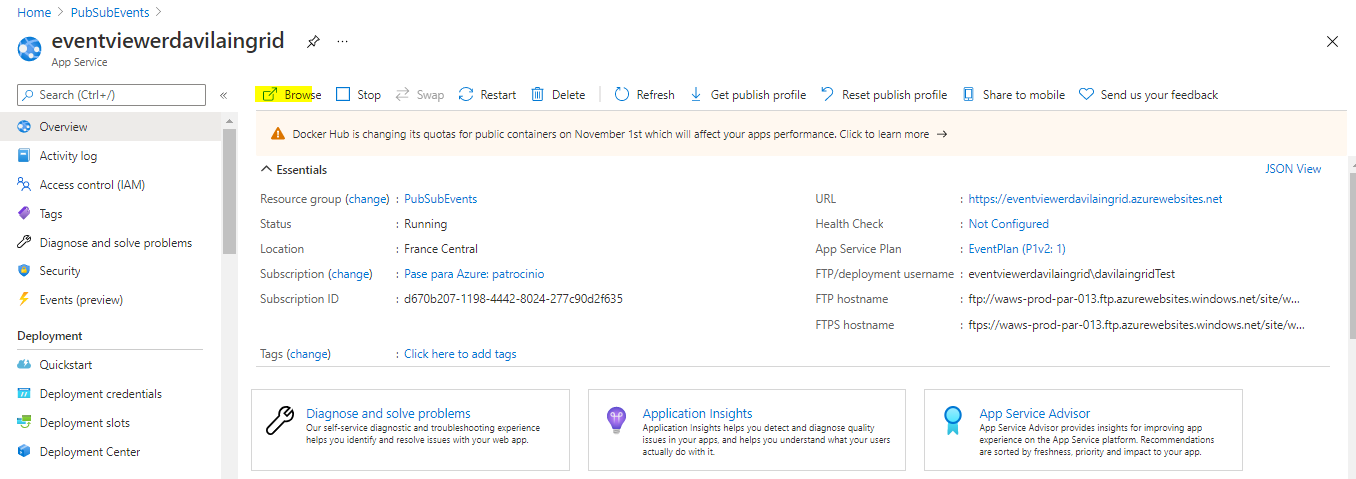 Home > PubSubEvents >
eventviewerdavilaingrid
App Service
Search (Ctrl+/)
Overview
Activity log
Access control (IAM)
Tags
Diagnose and solve problems
Security
Events (preview)
Deployment
Quickstart
Deployment credentials
Deployment slots
Deployment Center
Browse Stop Swap Restart Delete Refresh Get publish profile Reset publish profile Share to mobile Send us your feedback
Docker Hub is changing its quotas for public containers on November 1st which will affect your apps performance. Click to learn more →
Essentials JSON View
Resource group (change) : PubSubEvents
Status : Running
Location : France Central
Subscription (change) : Pase para Azure: patrocinio
Subscription ID : d670b207-1198-4442-8024-277c90d2f635
Tags (change) : Click here to add tags
URL : https://eventviewerdavilaingrid.azurewebsites.net
Health Check : Not Configured
App Service Plan : EventPlan (P1v2: 1)
FTP/deployment username : eventviewerdavilaingrid\davilaingridTest
FTP hostname : ftp://waws-prod-par-013.ftp.azurewebsites.windows.net/site/w...
FTPS hostname : ftps://waws-prod-par-013.ftp.azurewebsites.windows.net/site/w...
Diagnose and solve problems
Our self-service diagnostic and troubleshooting experience
helps you identify and resolve issues with your web app.
Application Insights
Application Insights helps you detect and diagnose quality
issues in your apps, and helps you understand what your users
actually do with it.
App Service Advisor
App Service Advisor provides insights for improving app
experience on the App Service platform. Recommendations
are sorted by freshness, priority and impact to your app.